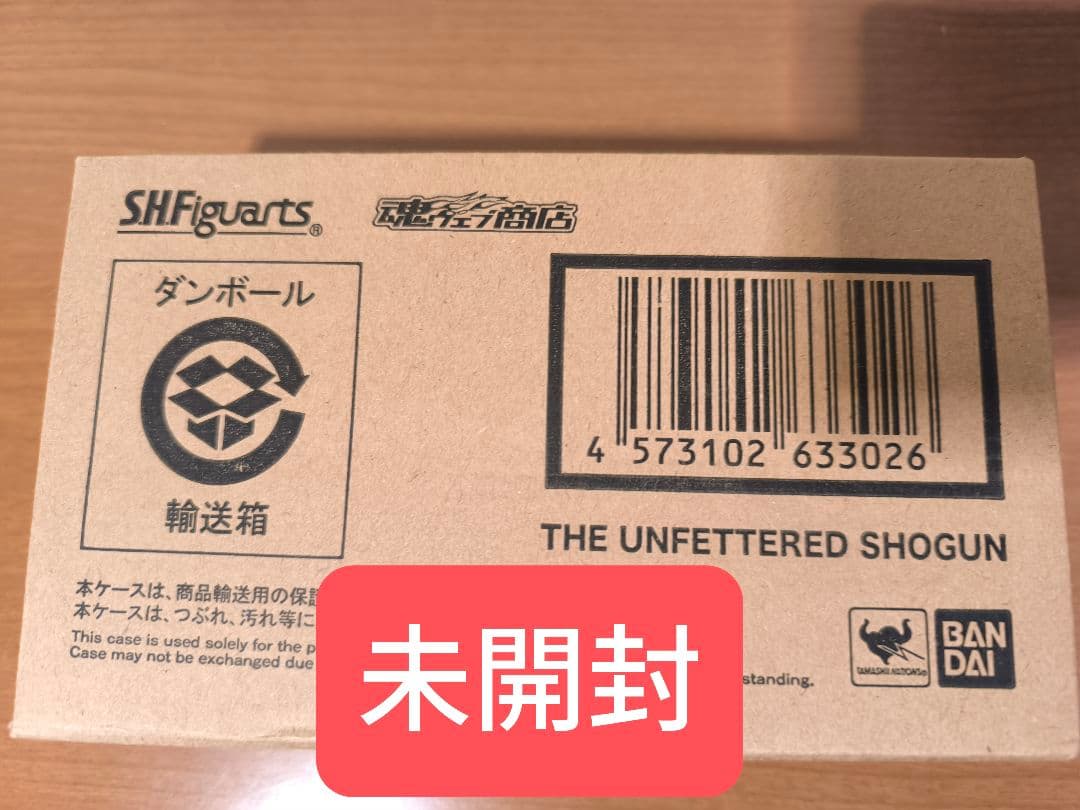 S.H.Figuarts®
魂ウェブ商店
ダンボール
輸送箱
4 573102 633026
THE UNFETTERED SHOGUN
本ケースは、商品輸送用の保護
本ケースは、つぶれ、汚れ等に
This case is used solely for the p
Case may not be exchanged due
standing.
未開封
TAMASHII NATIONS®
BAN
DAI